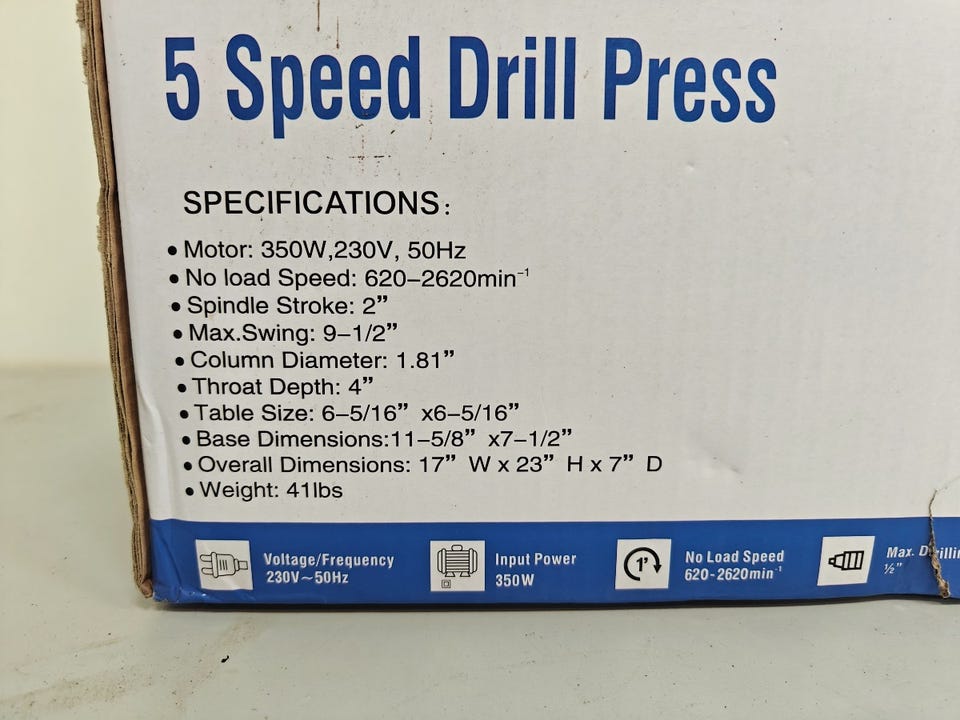 5 Speed Drill Press
SPECIFICATIONS:
• Motor: 350W,230V, 50Hz
• No load Speed: 620–2620min⁻¹
• Spindle Stroke: 2”
• Max.Swing: 9–1/2”
• Column Diameter: 1.81”
• Throat Depth: 4”
• Table Size: 6–5/16” x6–5/16”
• Base Dimensions:11–5/8” x7–1/2”
• Overall Dimensions: 17” W x 23” H x 7” D
• Weight: 41lbs
Voltage/Frequency
230V~50Hz
Input Power
350W
No Load Speed
620-2620min⁻¹
Max.
½”